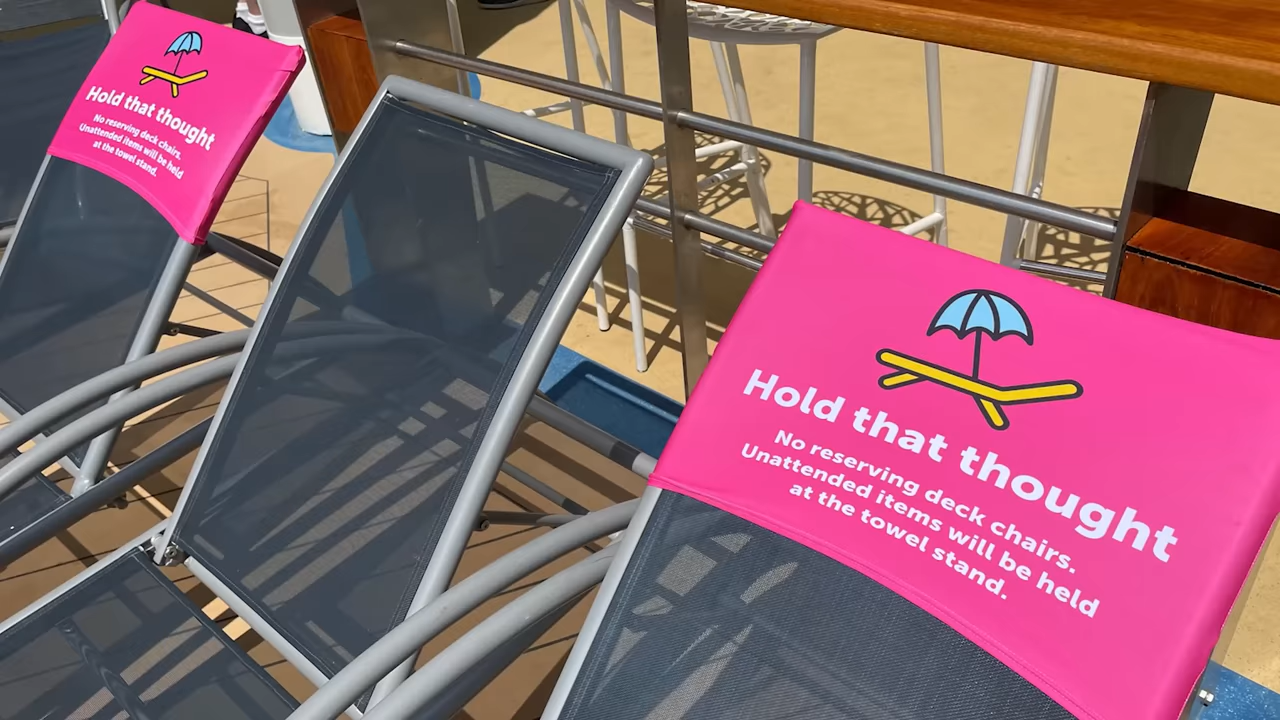 Hold that thought
No reserving deck chairs.
Unattended items will be held
at the towel stand.
Hold that thought
No reserving deck chairs.
Unattended items will be held
at the towel stand.